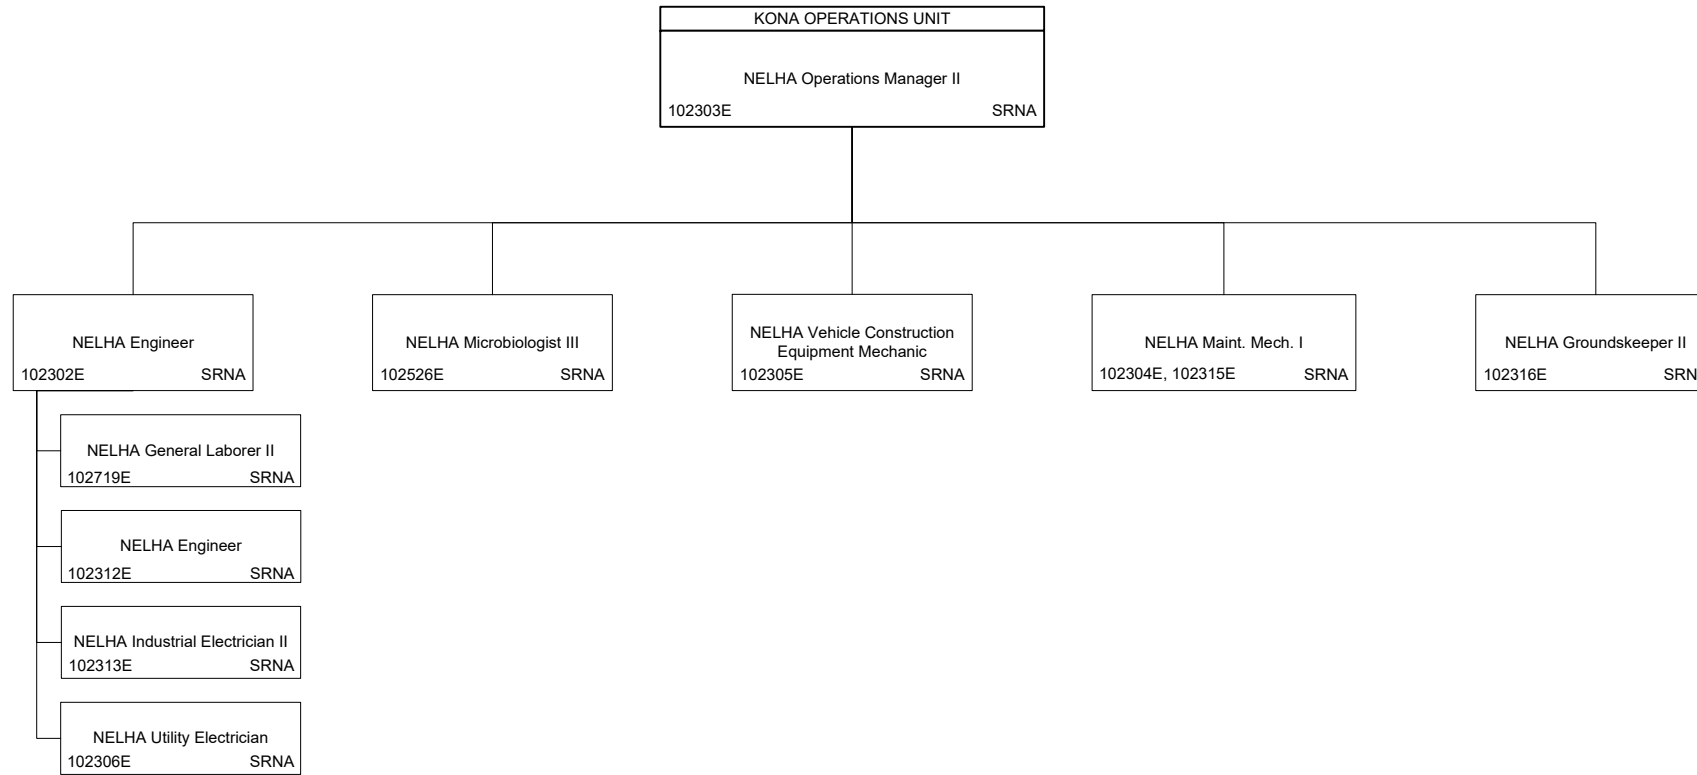 KONA OPERATIONS UNIT
NELHA Operations Manager II
102303E SRNA
NELHA Engineer
102302E SRNA
NELHA Microbiologist III
102526E SRNA
NELHA Vehicle Construction
Equipment Mechanic
102305E SRNA
NELHA Maint. Mech. I
102304E, 102315E SRNA
NELHA Groundskeeper II
102316E
NELHA General Laborer II
102719E SRNA
NELHA Engineer
102312E SRNA
NELHA Industrial Electrician II
102313E SRNA
NELHA Utility Electrician
102306E SRNA